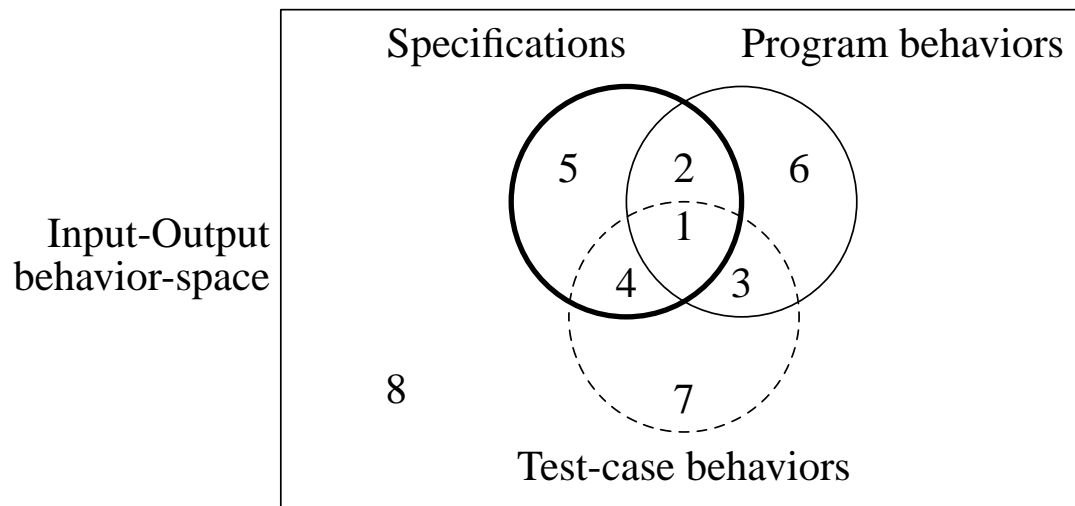 Specifications
Program behaviors
5
2
6
1
Input-Output
behavior-space
4
3
8
7
Test-case behaviors